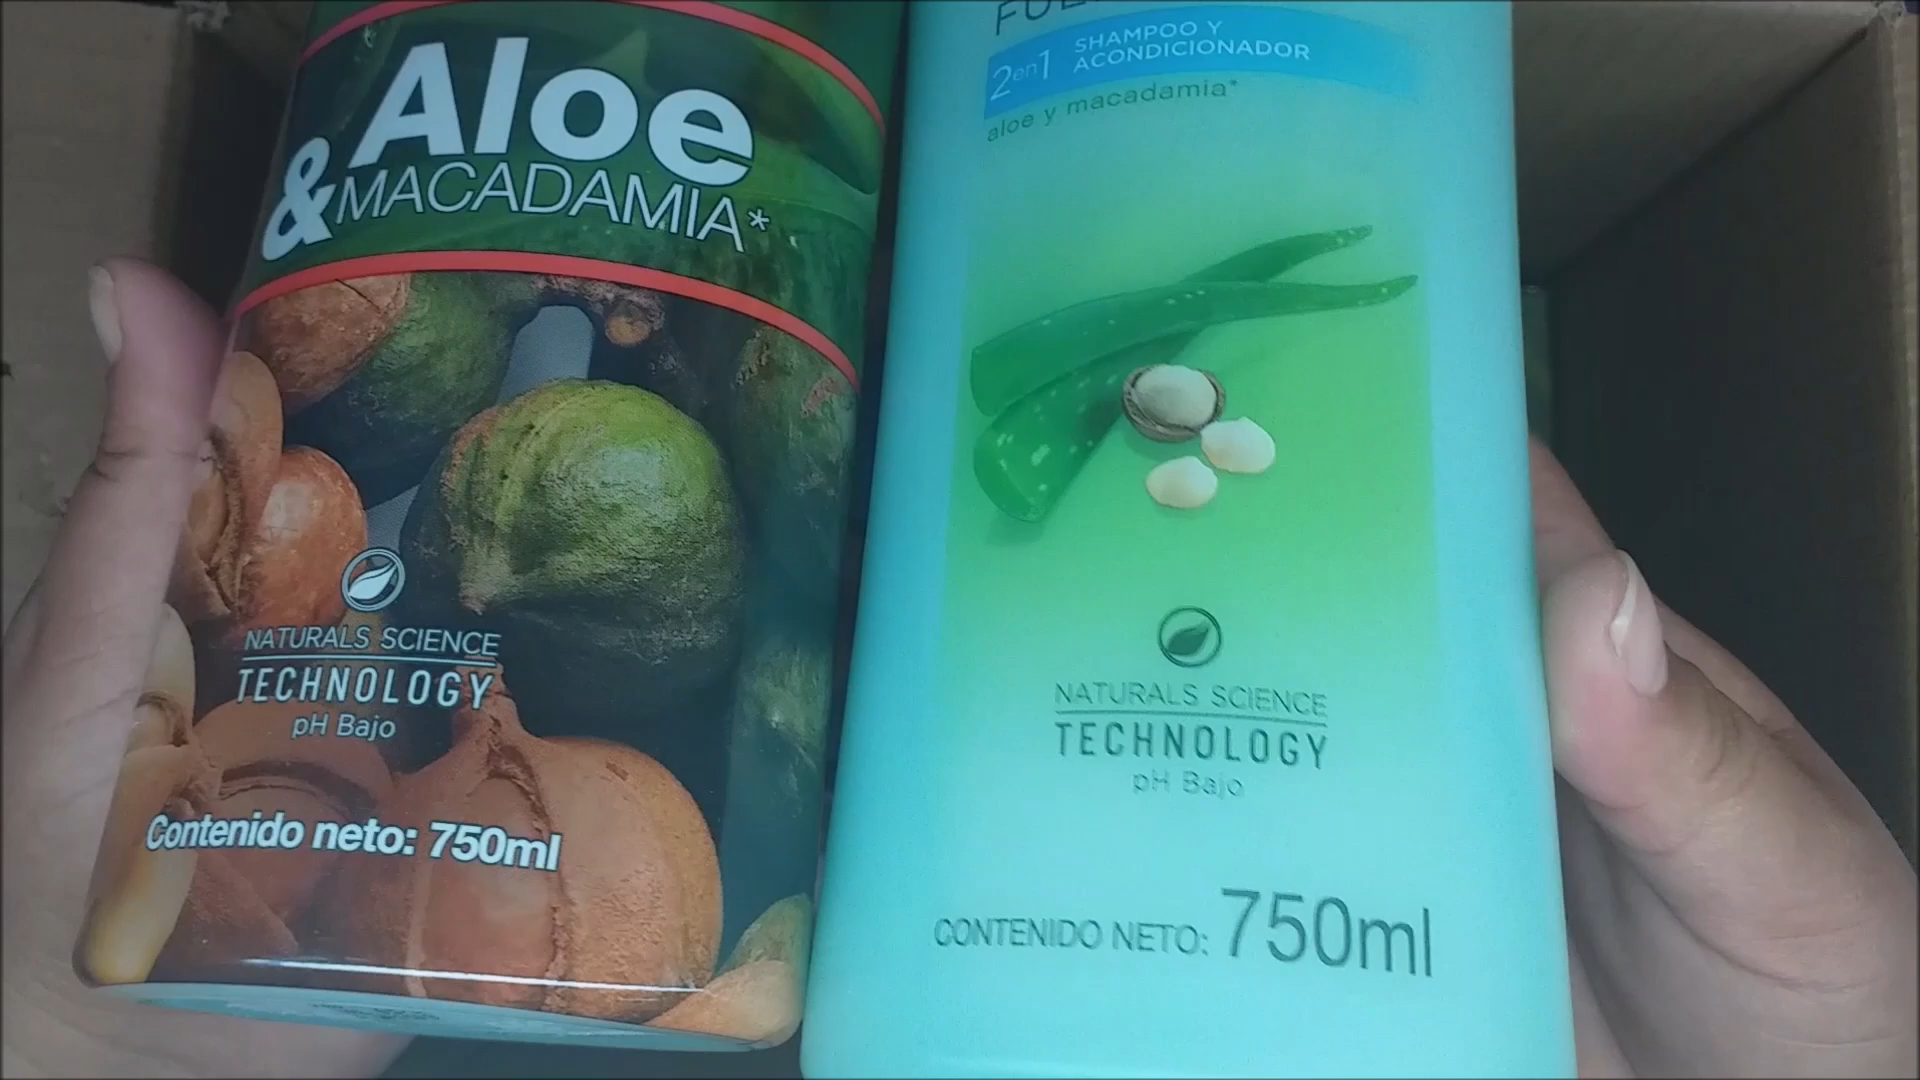 Aloe
& MACADAMIA*
NATURALS SCIENCE
TECHNOLOGY
pH Bajo
Contenido neto: 750ml
2en1 SHAMPOO Y
ACONDICIONADOR
aloe y macadamia*
NATURALS SCIENCE
TECHNOLOGY
pH Bajo
CONTENIDO NETO: 750ml